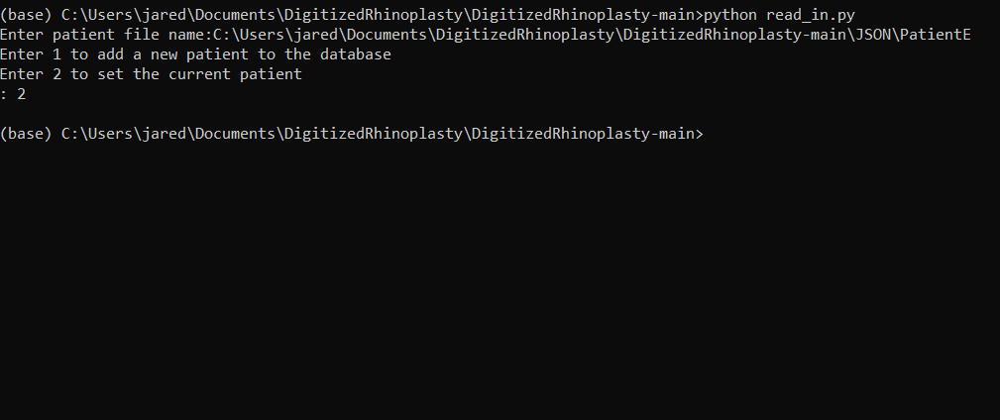 (base) C:\Users\jared\Documents\DigitizedRhinoplasty\DigitizedRhinoplasty-main>python read_in.py
Enter patient file name:C:\Users\jared\Documents\DigitizedRhinoplasty\DigitizedRhinoplasty-main\JSON\PatientE
Enter 1 to add a new patient to the database
Enter 2 to set the current patient
: 2
(base) C:\Users\jared\Documents\DigitizedRhinoplasty\DigitizedRhinoplasty-main>